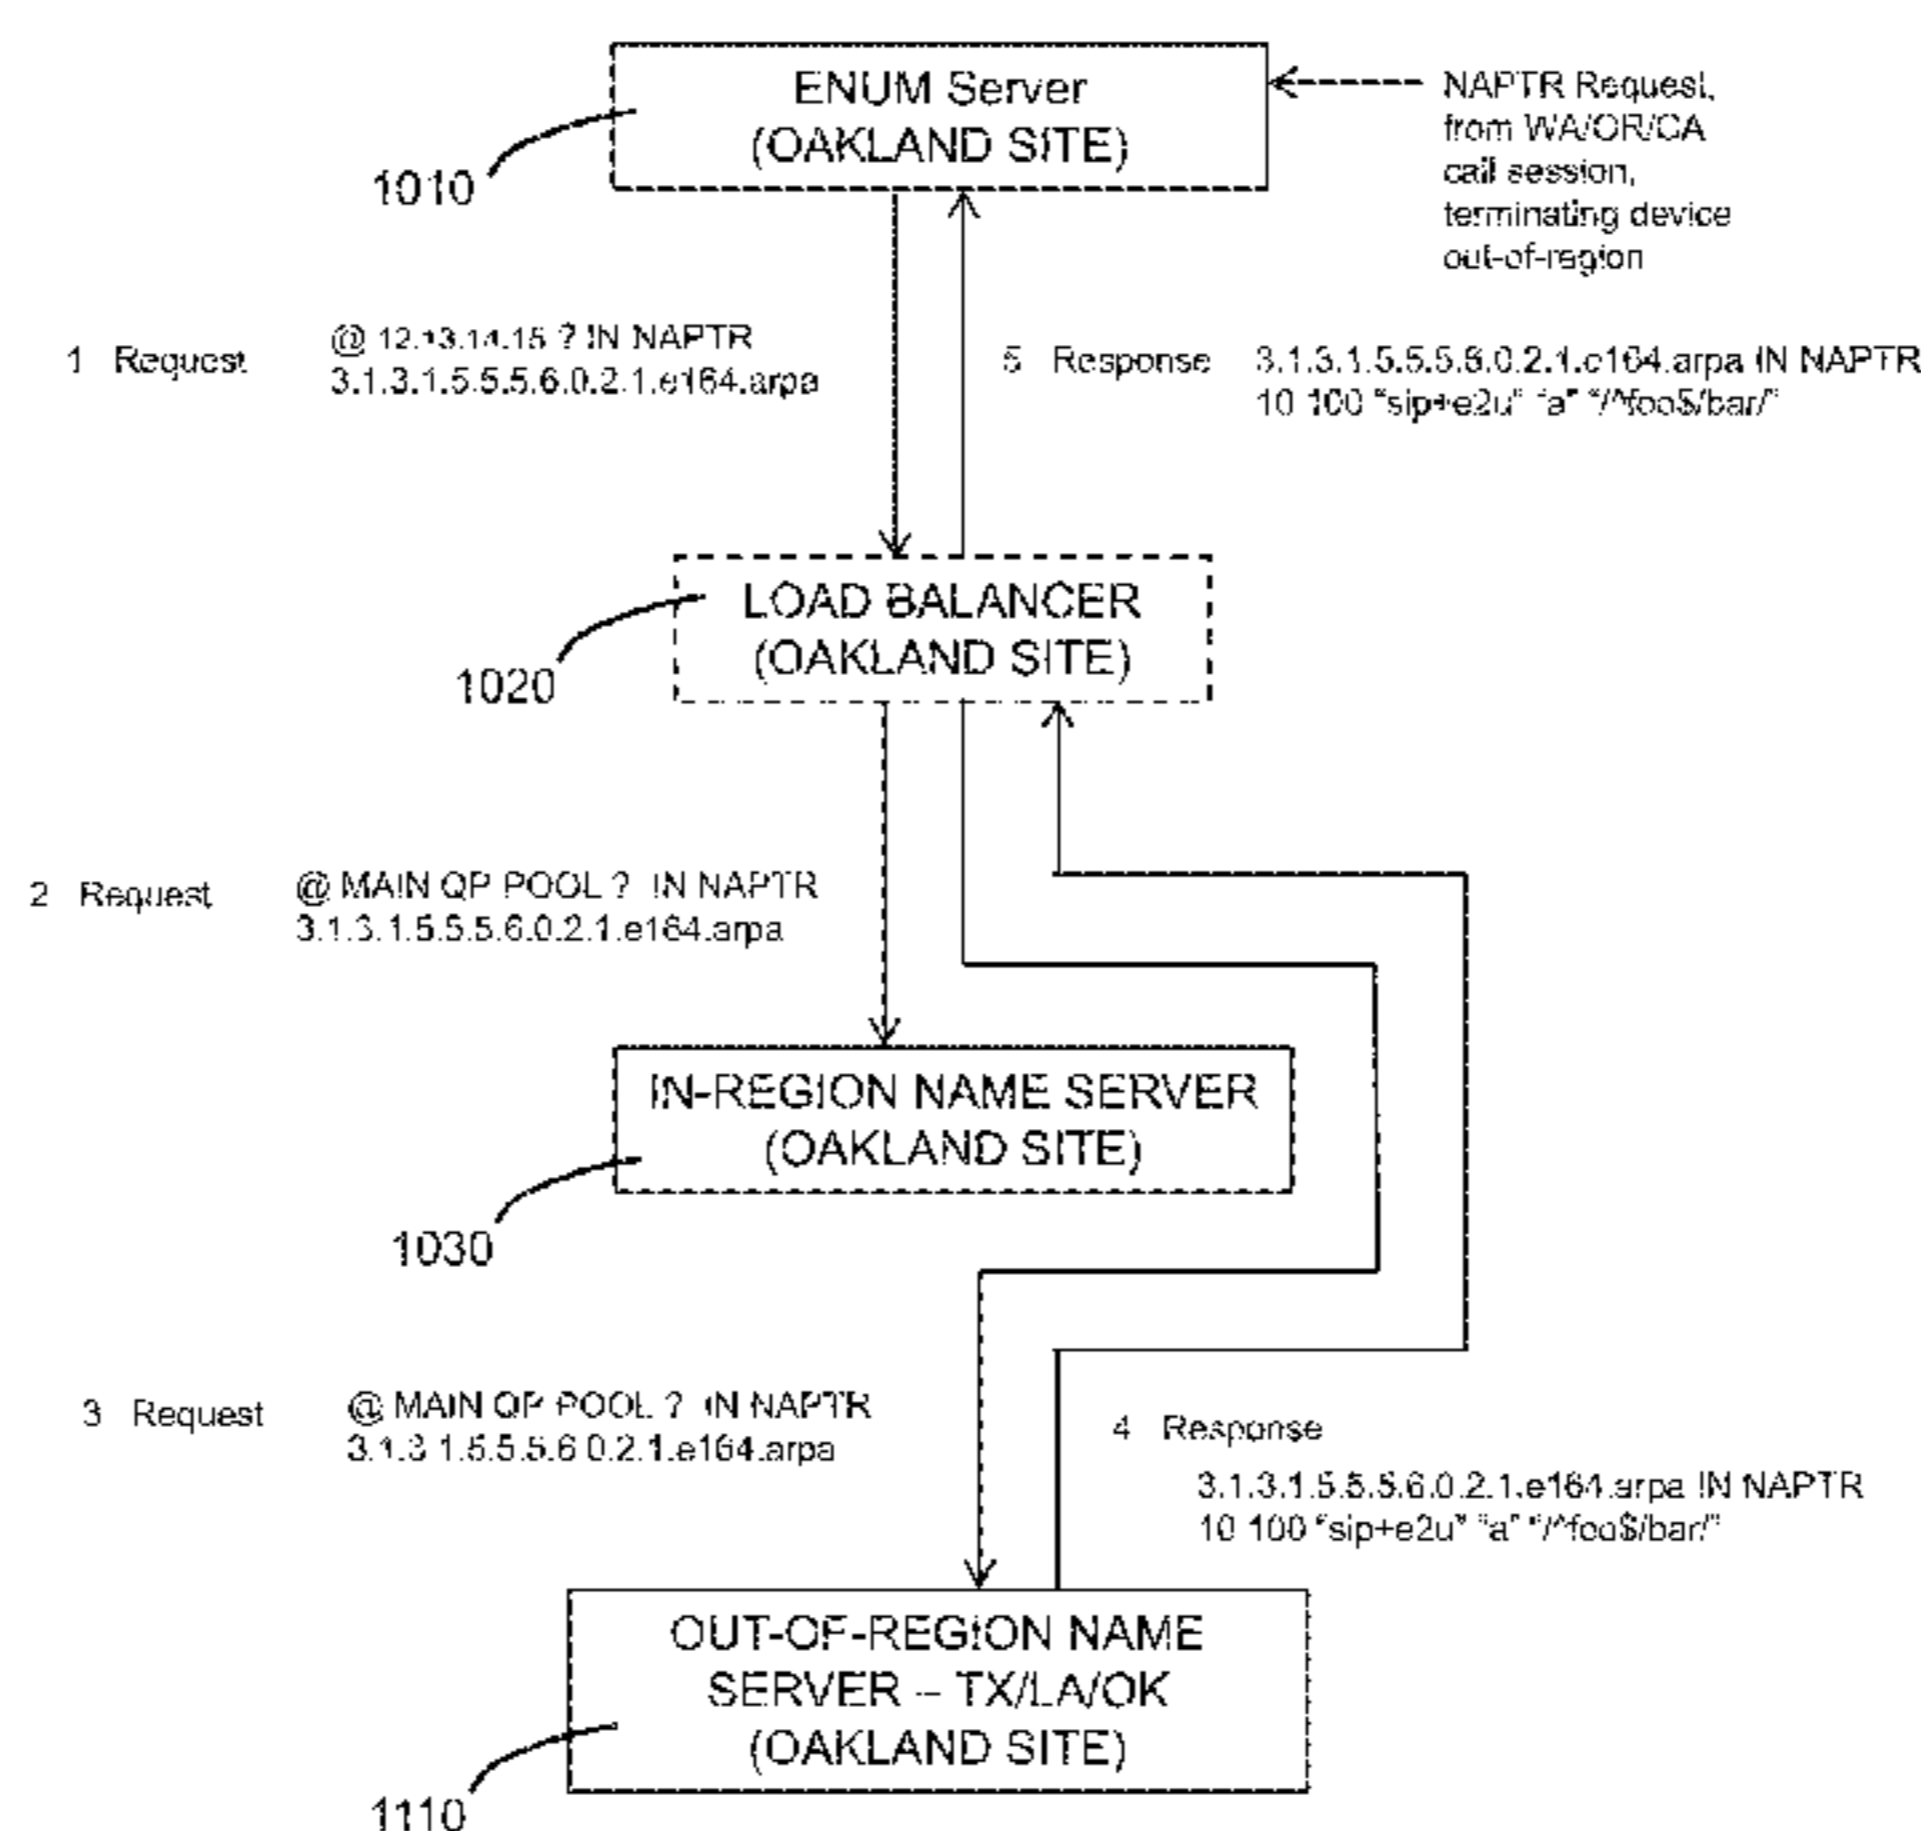 ENUM Server
(OAKLAND SITE)
1010
NAPTR Request,
from WA/OR/CA
call session,
terminating device
out-of-region
1 Request
@ 12.13.14.15 ? IN NAPTR
3.1.3.1.5.5.5.6.0.2.1.e164.arpa
5 Response
3.1.3.1.5.5.5.6.0.2.1.e164.arpa IN NAPTR
10 100 "sip+e2u" "a" "/^foo$/bar/"
LOAD BALANCER
(OAKLAND SITE)
1020
2 Request
@ MAIN QP POOL ? IN NAPTR
3.1.3.1.5.5.5.6.0.2.1.e164.arpa
IN-REGION NAME SERVER
(OAKLAND SITE)
1030
3 Request
@ MAIN QP POOL ? IN NAPTR
3.1.3.1.5.5.5.6.0.2.1.e164.arpa
4 Response
3.1.3.1.5.5.5.6.0.2.1.e164.arpa IN NAPTR
10 100 "sip+e2u" "a" "/^foo$/bar/"
OUT-OF-REGION NAME
SERVER – TX/LA/OK
(OAKLAND SITE)
1110